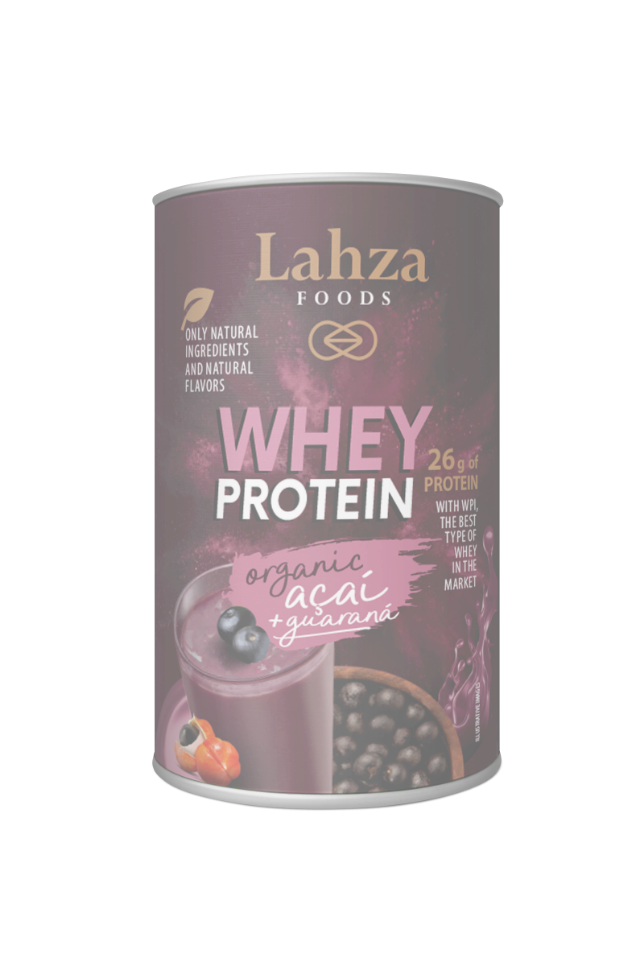 Lahza
FOODS
ONLY NATURAL
INGREDIENTS
AND NATURAL
FLAVORS
WHEY
PROTEIN
26 g of
PROTEIN
WITH WPI,
THE BEST
TYPE OF
WHEY
IN THE
MARKET
organic
açaí
+ guaraná